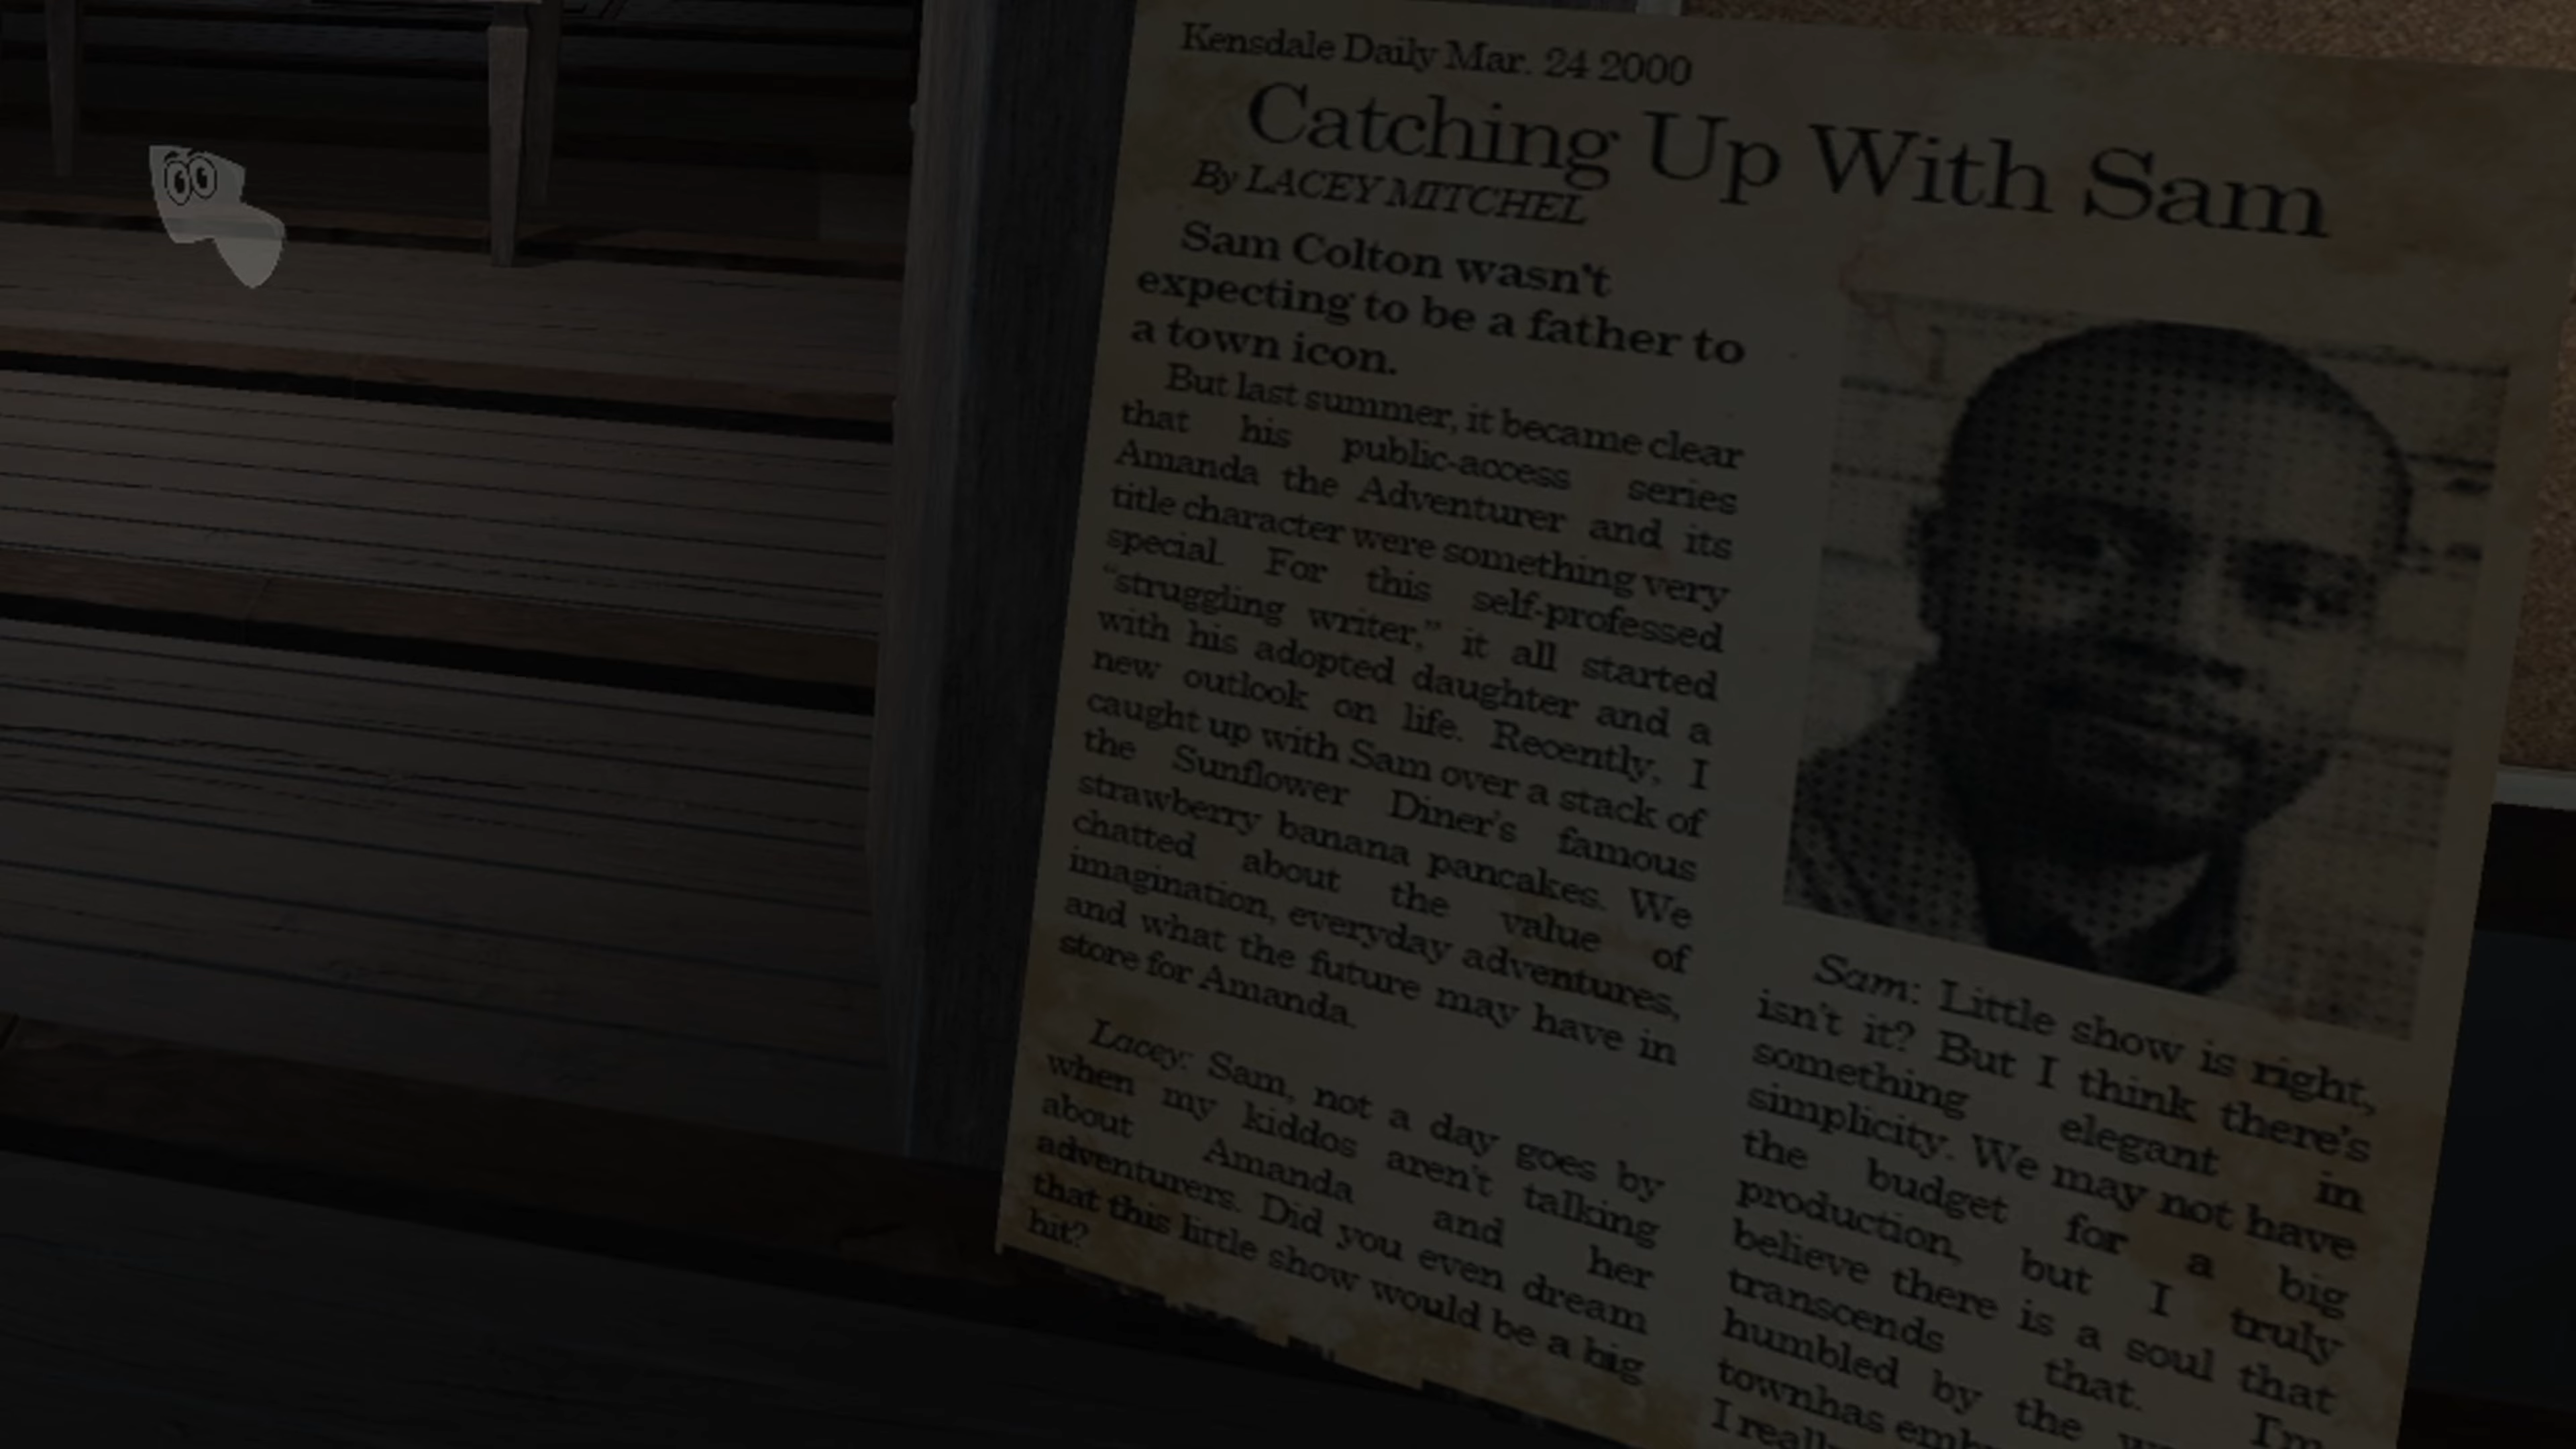 Kensdale Daily Mar. 24 2000
Catching Up With Sam
By LACEY MITCHEL
Sam Colton wasn't
expecting to be a father to
a town icon.
But last summer, it became clear
that his public-access series
Amanda the Adventurer and its
title character were something very
special. For this self-professed
"struggling writer," it all started
with his adopted daughter and a
new outlook on life. Recently, I
caught up with Sam over a stack of
the Sunflower Diner's famous
strawberry banana pancakes. We
chatted about the value of
imagination, everyday adventures,
and what the future may have in
store for Amanda.
Lacey: Sam, not a day goes by
when my kiddos aren't talking
about Amanda and her
adventurers. Did you even dream
that this little show would be a big
hit?
Sam: Little show is right,
isn't it? But I think there's
something elegant in
simplicity. We may not have
the budget for a big
production, but I truly
believe there is a soul that
transcends that. I'm
humbled by the
townhas
I really